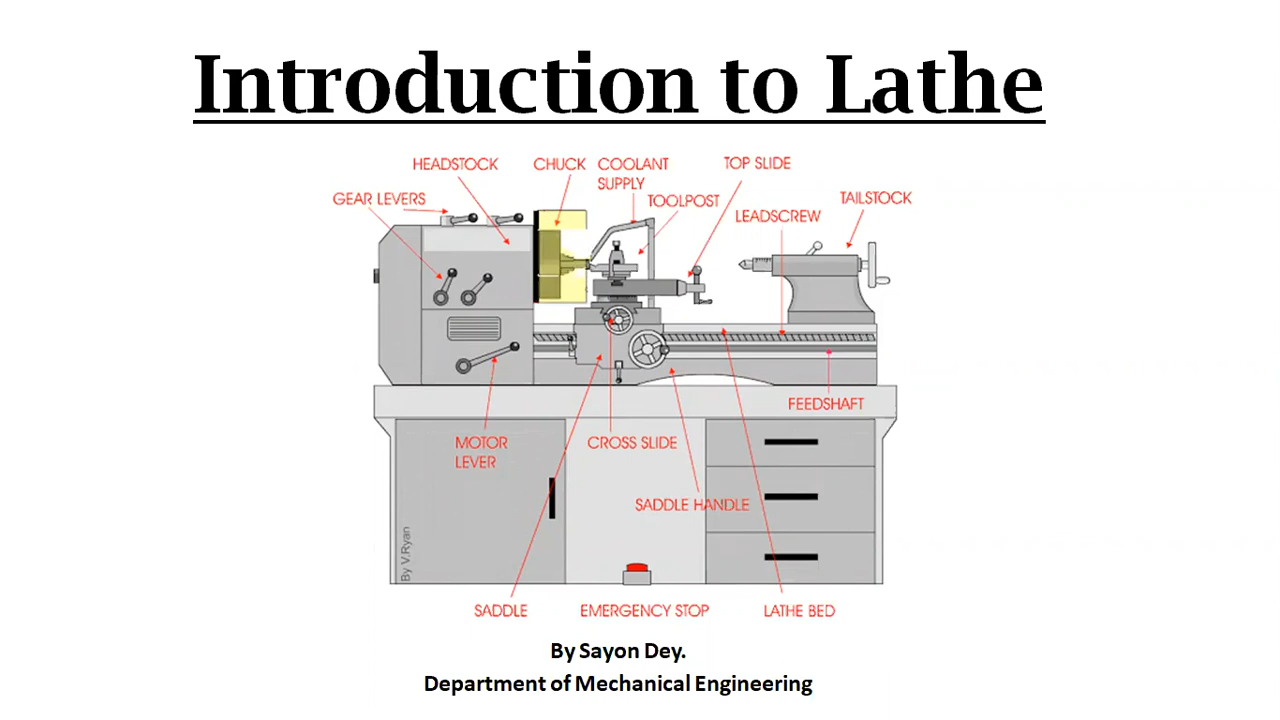 Introduction to Lathe
HEADSTOCK
CHUCK
COOLANT
SUPPLY
TOP SLIDE
GEAR LEVERS
TOOLPOST
LEADSCREW
TAILSTOCK
FEEDSHAFT
MOTOR
LEVER
CROSS SLIDE
SADDLE HANDLE
By V.Ryan
SADDLE
EMERGENCY STOP
LATHE BED
By Sayon Dey.
Department of Mechanical Engineering